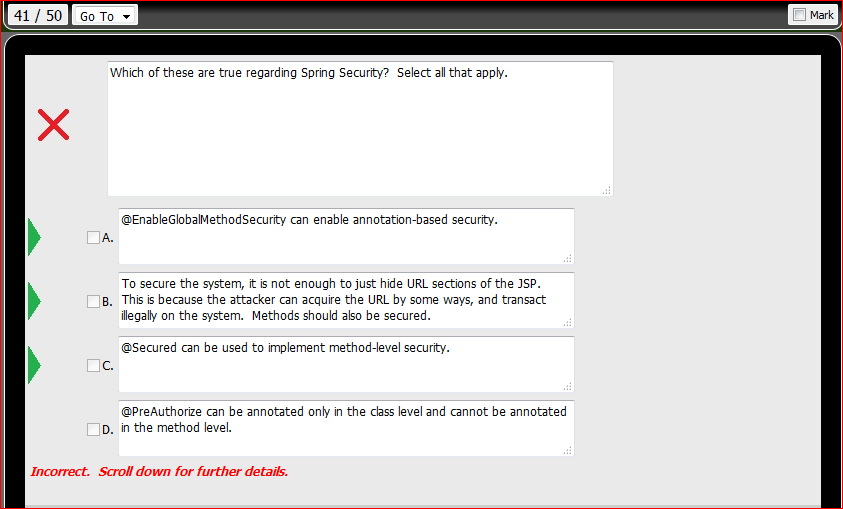 41 / 50 Go To Mark
Which of these are true regarding Spring Security? Select all that apply.
A. @EnableGlobalMethodSecurity can enable annotation-based security.
To secure the system, it is not enough to just hide URL sections of the JSP.
B. This is because the attacker can acquire the URL by some ways, and transact
illegally on the system. Methods should also be secured.
C. @Secured can be used to implement method-level security.
@PreAuthorize can be annotated only in the class level and cannot be annotated
D. in the method level.
Incorrect. Scroll down for further details.